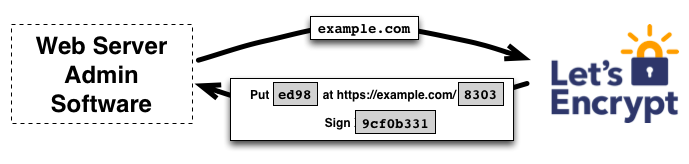 Web Server
Admin
Software
example.com
Put ed98 at https://example.com/ 8303
Sign 9cf0b331
Let's
Encrypt